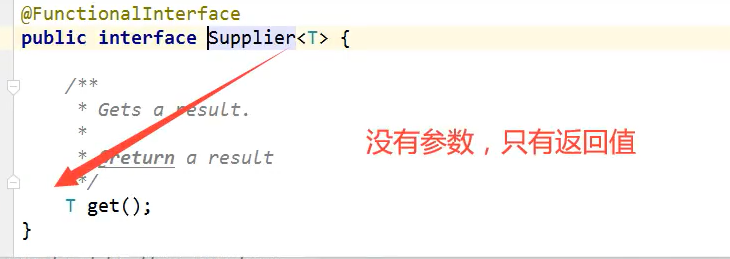 @FunctionalInterface
public interface Supplier<T> {
/**
* Gets a result.
*
* @return a result
*/
T get();
}
没有参数，只有返回值